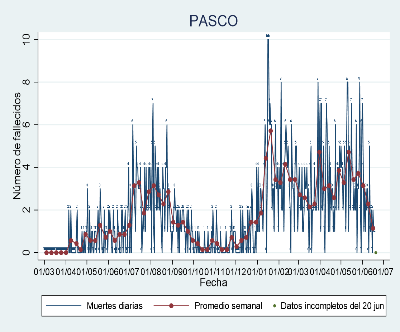 PASCO
Número de fallecidos
10
8
6
4
2
0
01/03 01/04 01/05 01/06 01/07 01/08 01/09 01/10 01/11 01/12 01/01 01/02 01/03 01/04 01/05 01/06 01/07
Fecha
Muertes diarias Promedio semanal Datos incompletos del 20 jun